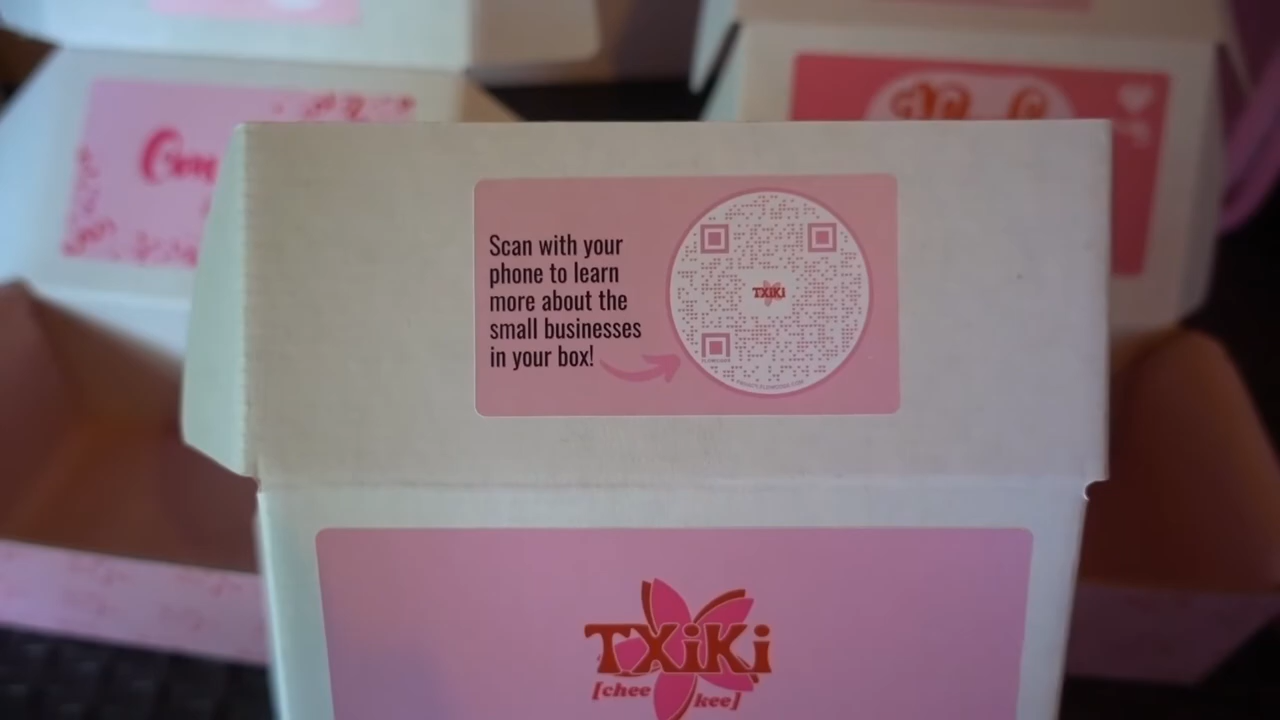 Scan with your
phone to learn
more about the
small businesses
in your box!
TXiKi
TXiKi
[chee kee]